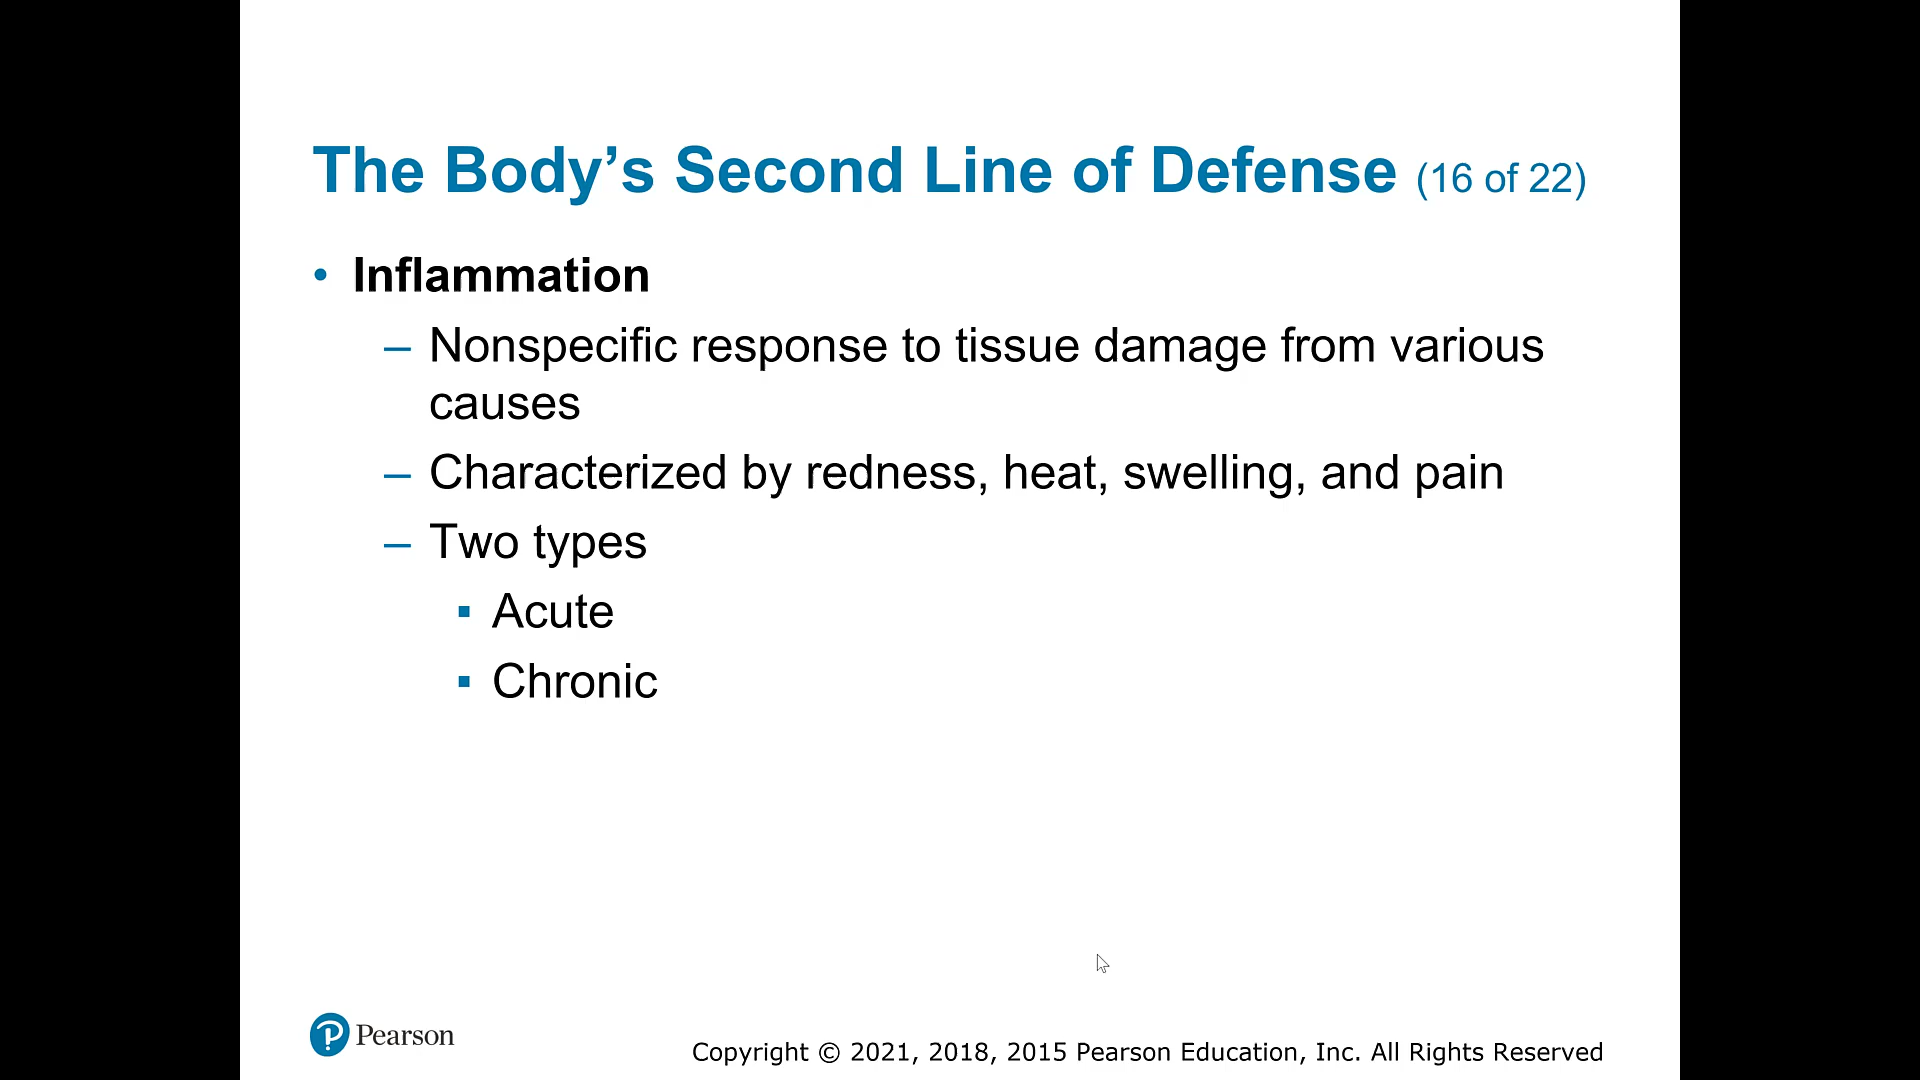 The Body’s Second Line of Defense (16 of 22)
• Inflammation
– Nonspecific response to tissue damage from various
causes
– Characterized by redness, heat, swelling, and pain
– Two types
▪ Acute
▪ Chronic
Pearson
Copyright © 2021, 2018, 2015 Pearson Education, Inc. All Rights Reserved